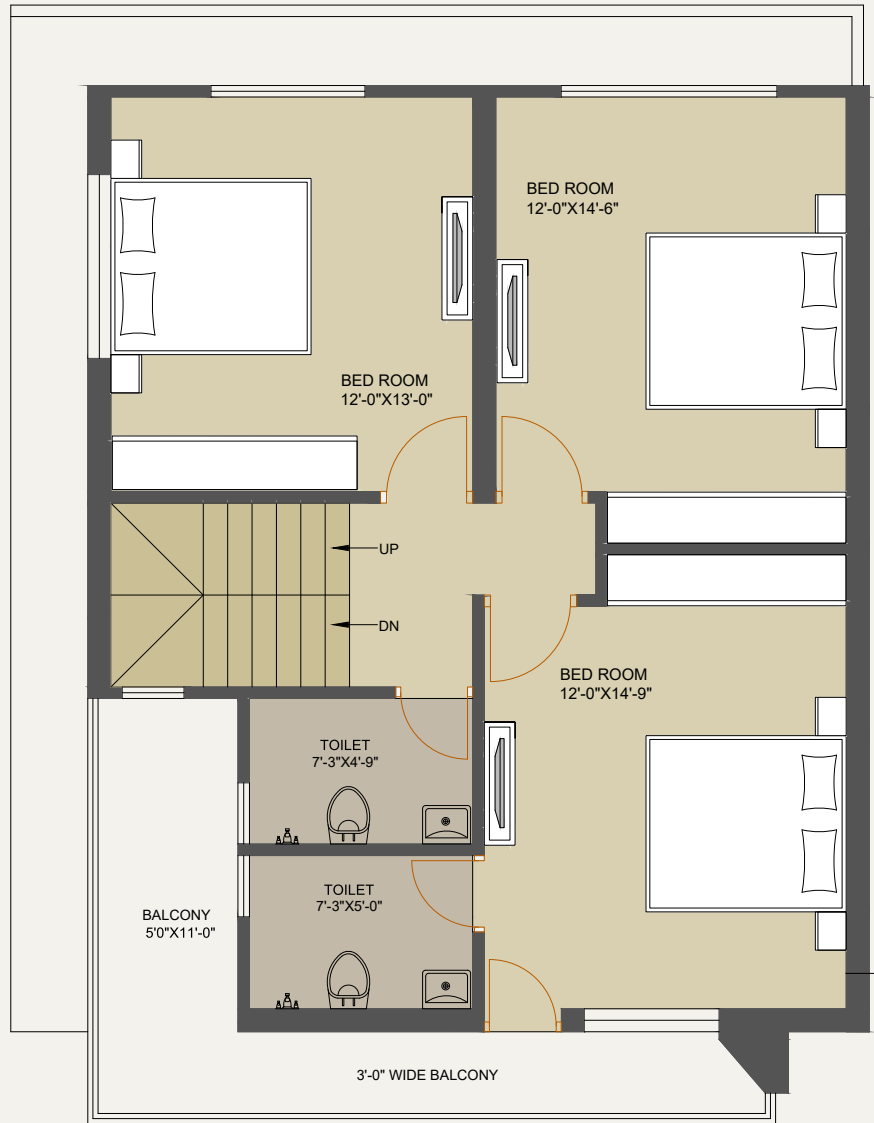 BED ROOM
12'-0"X14'-6"
BED ROOM
12'-0"X13'-0"
UP
DN
BED ROOM
12'-0"X14'-9"
TOILET
7'-3"X4'-9"
TOILET
7'-3"X5'-0"
BALCONY
5'0"X11'-0"
3'-0" WIDE BALCONY